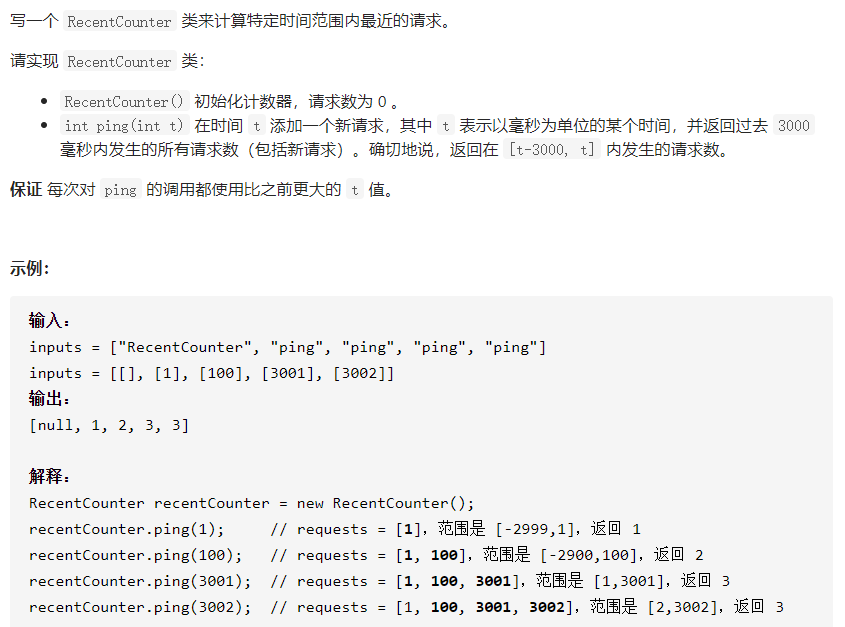 写一个 RecentCounter 类来计算特定时间范围内最近的请求。
请实现 RecentCounter 类：
RecentCounter() 初始化计数器，请求数为 0 。
int ping(int t) 在时间 t 添加一个新请求，其中 t 表示以毫秒为单位的某个时间，并返回过去 3000
毫秒内发生的所有请求数（包括新请求）。确切地说，返回在 [t-3000, t] 内发生的请求数。
保证 每次对 ping 的调用都使用比之前更大的 t 值。
示例：
输入：
inputs = ["RecentCounter", "ping", "ping", "ping", "ping"]
inputs = [[], [1], [100], [3001], [3002]]
输出：
[null, 1, 2, 3, 3]
解释：
RecentCounter recentCounter = new RecentCounter();
recentCounter.ping(1);     // requests = [1]，范围是 [-2999,1]，返回 1
recentCounter.ping(100);   // requests = [1, 100]，范围是 [-2900,100]，返回 2
recentCounter.ping(3001);  // requests = [1, 100, 3001]，范围是 [1,3001]，返回 3
recentCounter.ping(3002);  // requests = [1, 100, 3001, 3002]，范围是 [2,3002]，返回 3